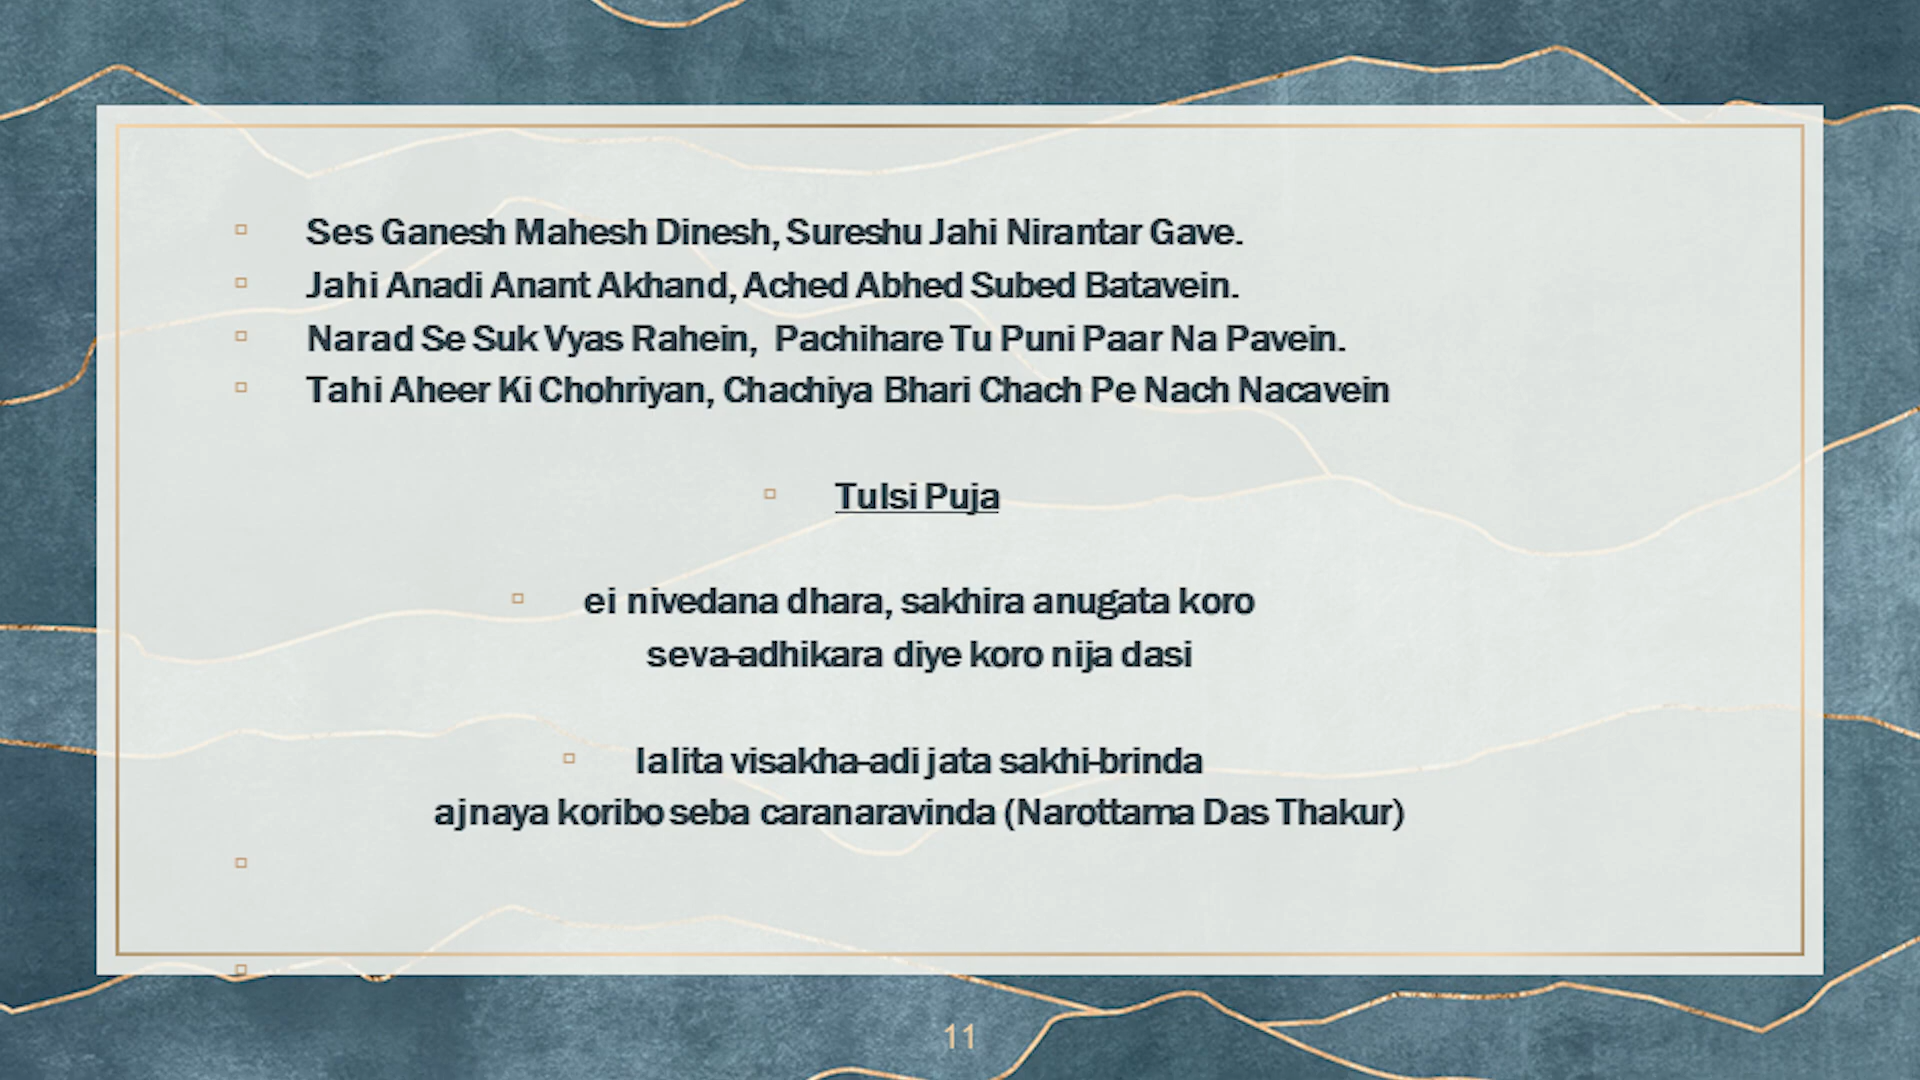 Ses Ganesh Mahesh Dinesh, Sureshu Jahi Nirantar Gave.
Jahi Anadi Anant Akhand, Ached Abhed Subed Batavein.
Narad Se Suk Vyas Rahein,  Pachihare Tu Puni Paar Na Pavein.
Tahi Aheer Ki Chohriyan, Chachiya Bhari Chach Pe Nach Nacavein
Tulsi Puja
ei nivedana dhara, sakhira anugata koro
seva-adhikara diye koro nija dasi
lalita visakha-adi jata sakhi-brinda
ajnaya koribo seba caranaravinda (Narottama Das Thakur)
11